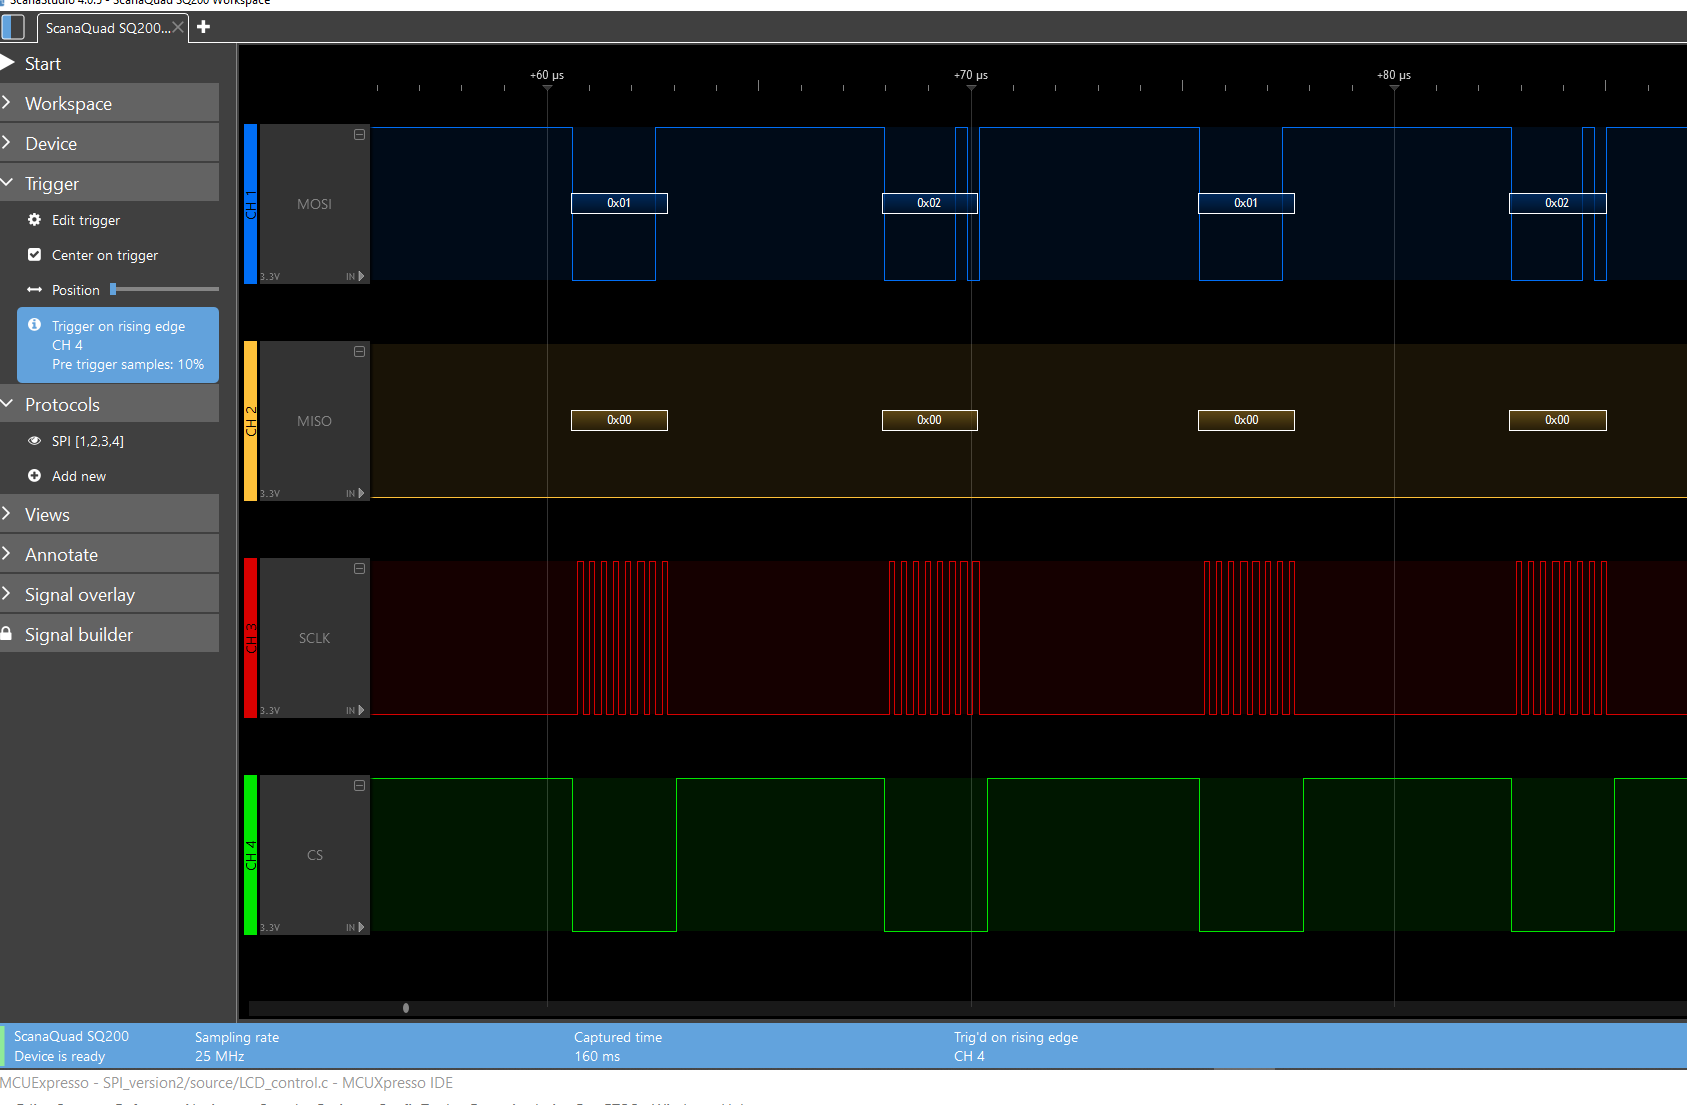 ScanaStudio 4.0.5 - ScanaQuad SQ200 Workspace
ScanaQuad SQ200...
Start
Workspace
Device
Trigger
Edit trigger
Center on trigger
Position
Trigger on rising edge
CH 4
Pre trigger samples: 10%
Protocols
SPI [1,2,3,4]
Add new
Views
Annotate
Signal overlay
Signal builder
+60 µs
+70 µs
+80 µs
CH 1
MOSI
3.3V
IN
0x01
0x02
0x01
0x02
CH 2
MISO
3.3V
IN
0x00
0x00
0x00
0x00
CH 3
SCLK
3.3V
IN
CH 4
CS
3.3V
IN
ScanaQuad SQ200
Device is ready
Sampling rate
25 MHz
Captured time
160 ms
Trig'd on rising edge
CH 4
MCUExpresso - SPI_version2/source/LCD_control.c - MCUXpresso IDE